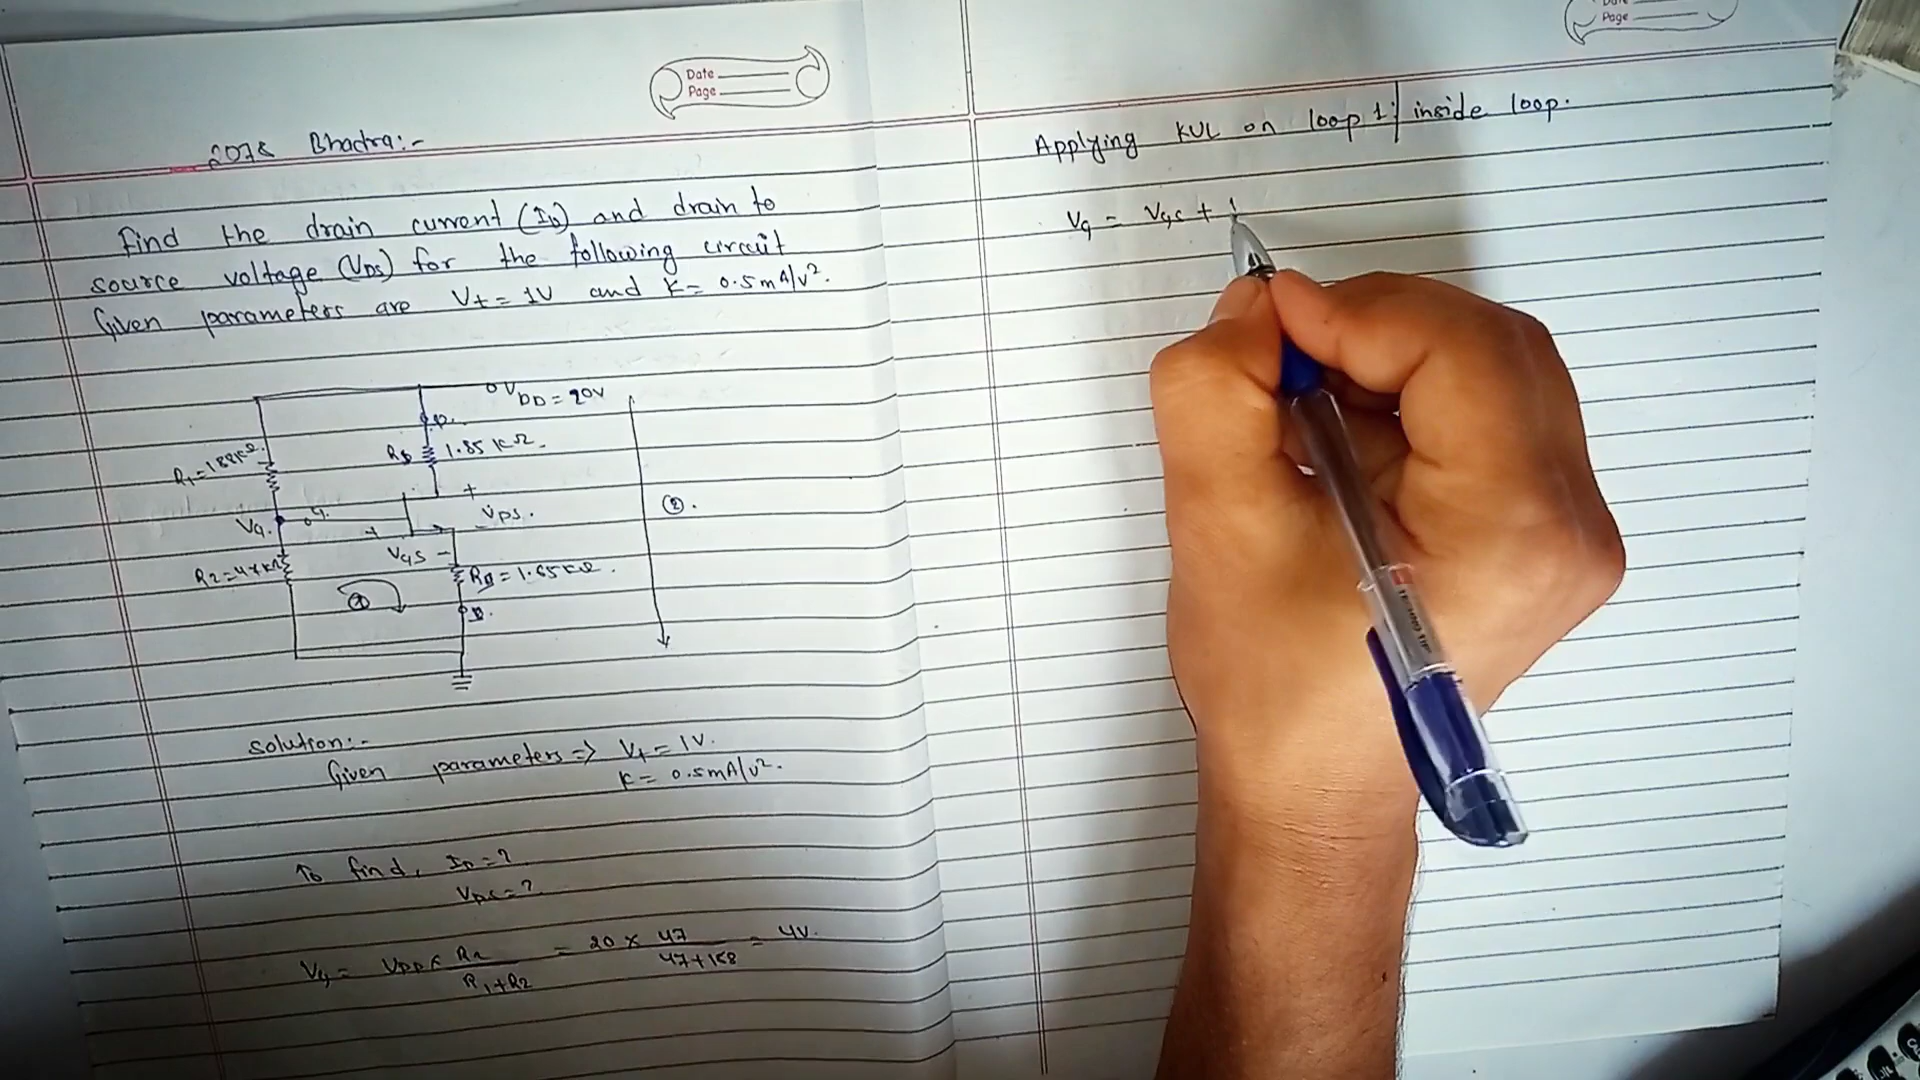 Date
Page
2078 Bhadra:-
Find the drain current (ID) and drain to
source voltage (VDS) for the following circuit
Given parameters are Vt = 1V and K = 0.5mA/v².
VDD = 20V
D.
R1 = 188KΩ.
RD 1.85 KΩ.
+
VG.
G.
VDS.
+
VGS -
R2 = 47KΩ
1
= 1.65KΩ.
2.
Solution:-
Given parameters => Vt = 1V.
K = 0.5mA/v².
To find, ID = ?
VDS = ?
VG = VDD × R2 / R1 + R2 = 20 × 47 / 47 + 188 = 4V.
Page
Applying KVL on loop 1 | inside loop.
VG = VGS +
TECHNO TIP